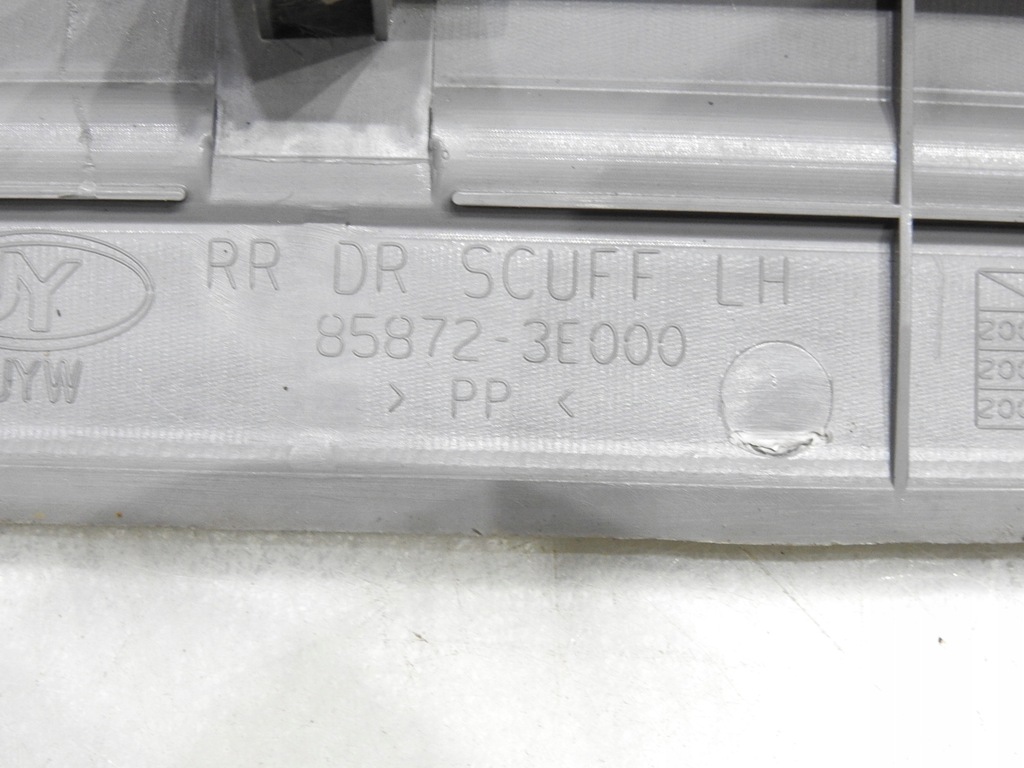 RR DR SCUFF LH
85872-3E000
> PP <